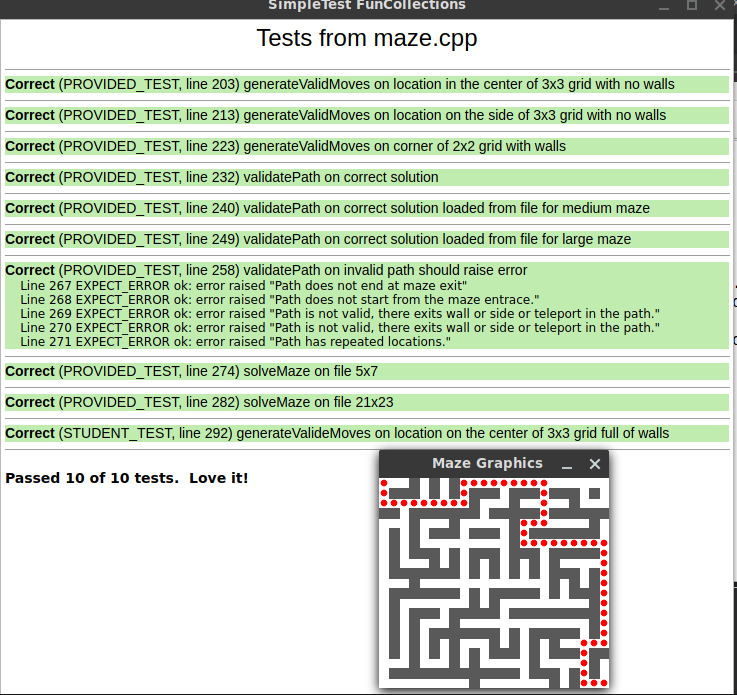 SimpleTest FunCollections
Tests from maze.cpp
Correct (PROVIDED_TEST, line 203) generateValidMoves on location in the center of 3x3 grid with no walls
Correct (PROVIDED_TEST, line 213) generateValidMoves on location on the side of 3x3 grid with no walls
Correct (PROVIDED_TEST, line 223) generateValidMoves on corner of 2x2 grid with walls
Correct (PROVIDED_TEST, line 232) validatePath on correct solution
Correct (PROVIDED_TEST, line 240) validatePath on correct solution loaded from file for medium maze
Correct (PROVIDED_TEST, line 249) validatePath on correct solution loaded from file for large maze
Correct (PROVIDED_TEST, line 258) validatePath on invalid path should raise error
Line 267 EXPECT_ERROR ok: error raised "Path does not end at maze exit"
Line 268 EXPECT_ERROR ok: error raised "Path does not start from the maze entrace."
Line 269 EXPECT_ERROR ok: error raised "Path is not valid, there exits wall or side or teleport in the path."
Line 270 EXPECT_ERROR ok: error raised "Path is not valid, there exits wall or side or teleport in the path."
Line 271 EXPECT_ERROR ok: error raised "Path has repeated locations."
Correct (PROVIDED_TEST, line 274) solveMaze on file 5x7
Correct (PROVIDED_TEST, line 282) solveMaze on file 21x23
Correct (STUDENT_TEST, line 292) generateValideMoves on location on the center of 3x3 grid full of walls
Passed 10 of 10 tests.  Love it!
Maze Graphics